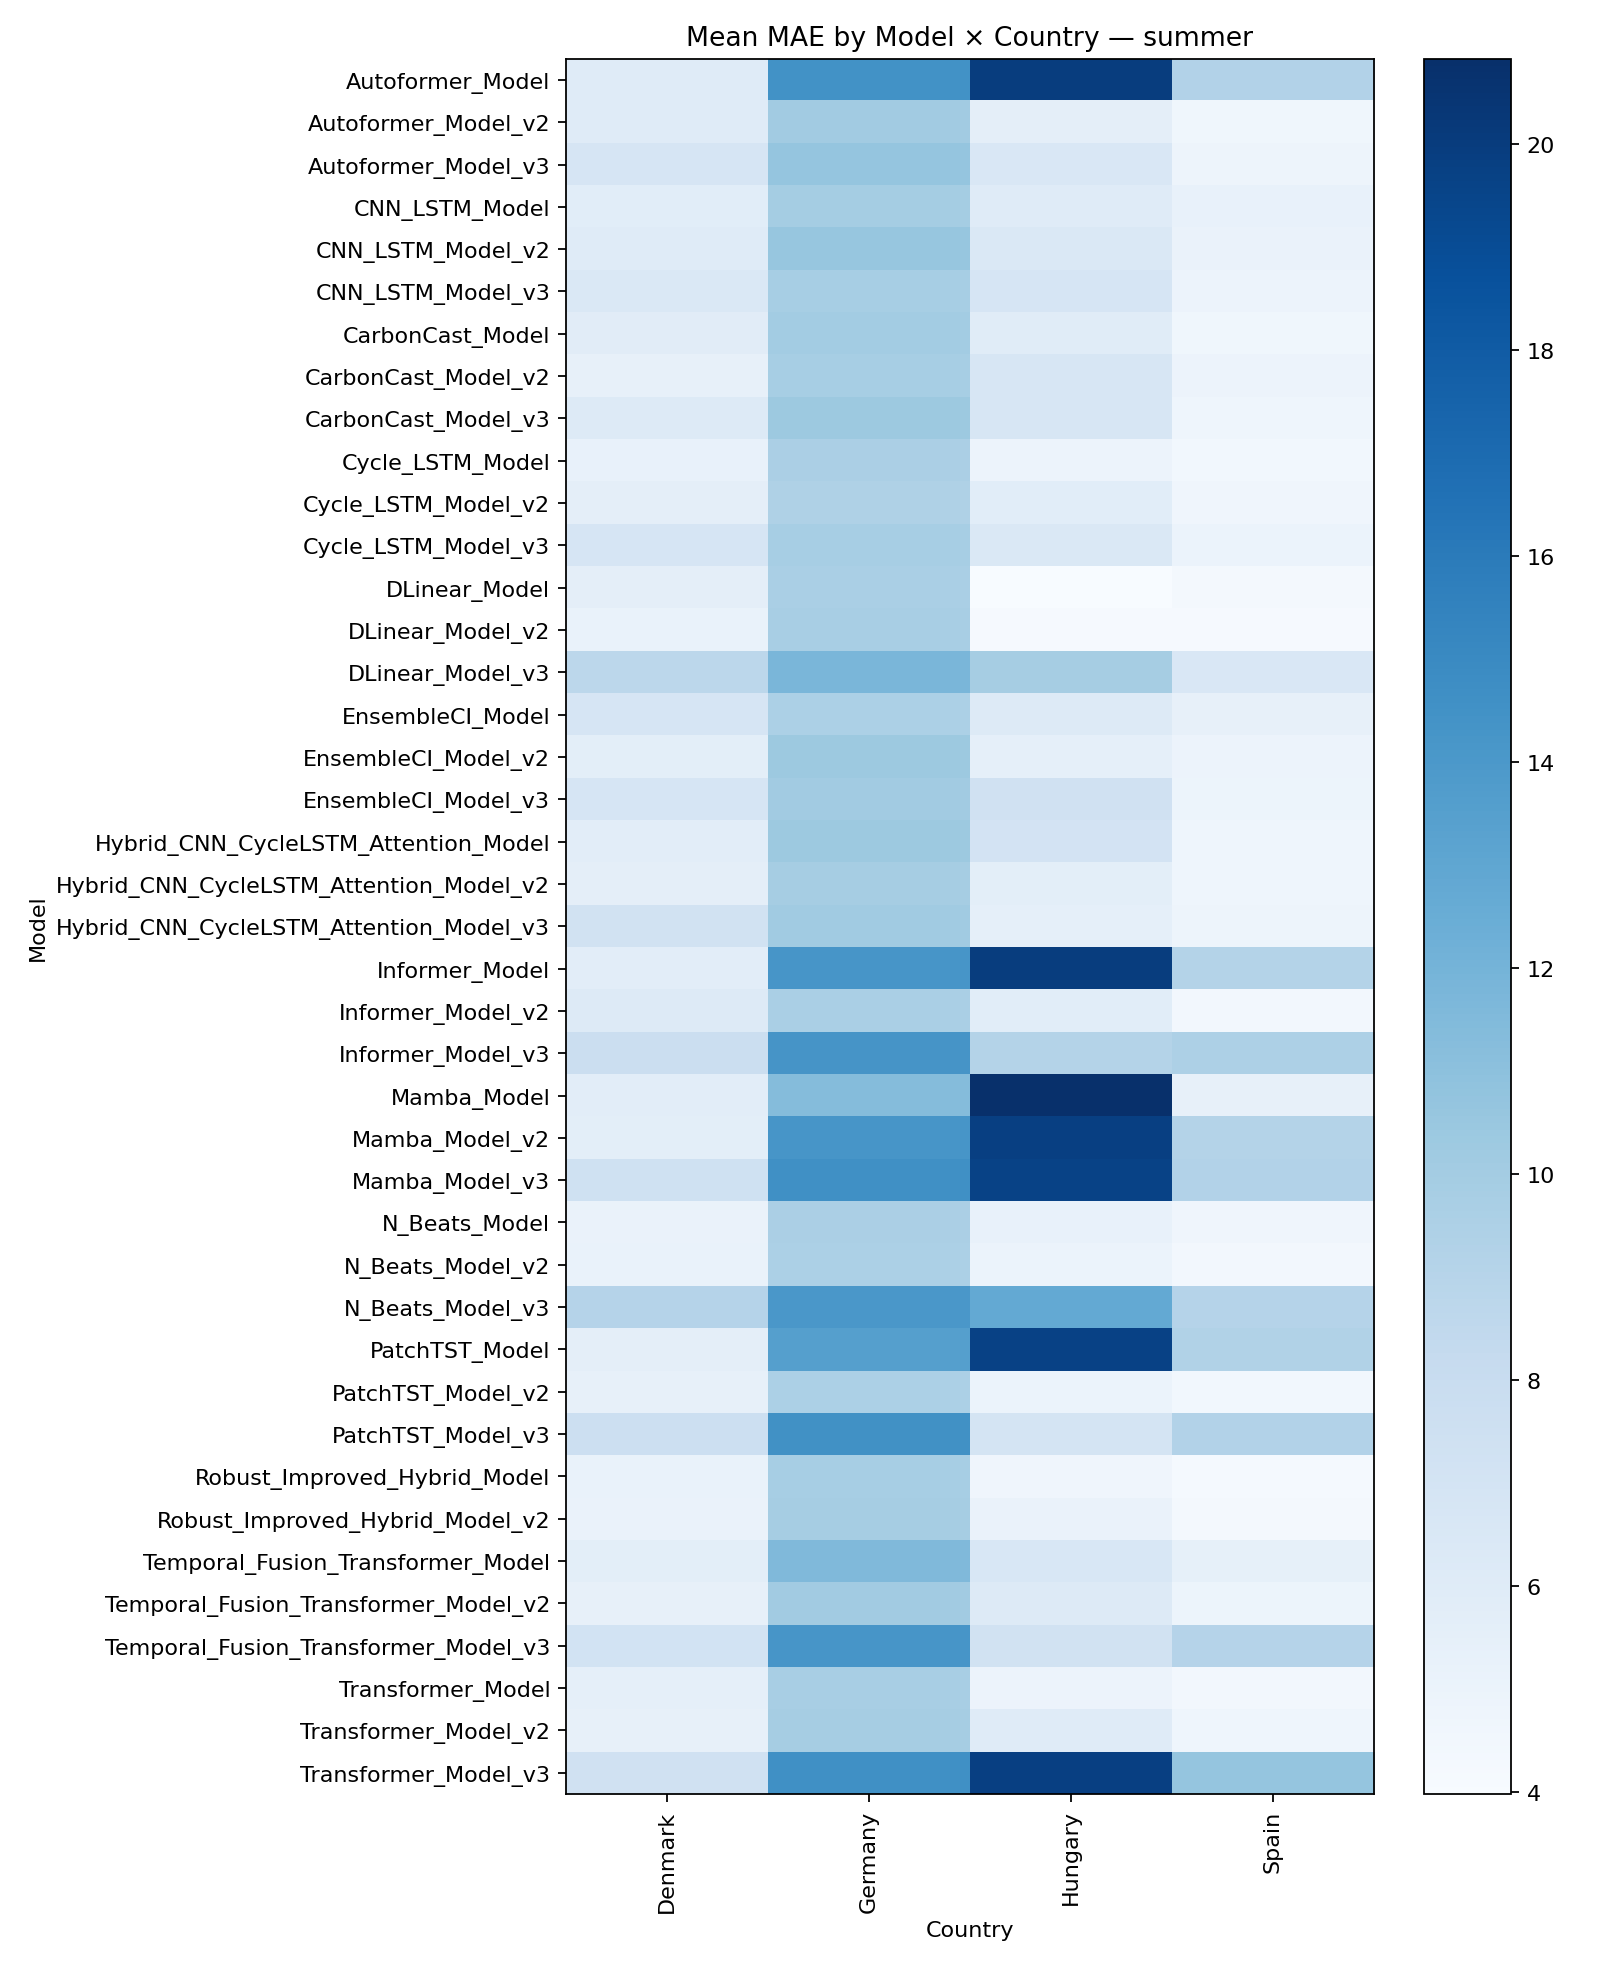 Mean MAE by Model × Country — summer
Model
Autoformer_Model
Autoformer_Model_v2
Autoformer_Model_v3
CNN_LSTM_Model
CNN_LSTM_Model_v2
CNN_LSTM_Model_v3
CarbonCast_Model
CarbonCast_Model_v2
CarbonCast_Model_v3
Cycle_LSTM_Model
Cycle_LSTM_Model_v2
Cycle_LSTM_Model_v3
DLinear_Model
DLinear_Model_v2
DLinear_Model_v3
EnsembleCI_Model
EnsembleCI_Model_v2
EnsembleCI_Model_v3
Hybrid_CNN_CycleLSTM_Attention_Model
Hybrid_CNN_CycleLSTM_Attention_Model_v2
Hybrid_CNN_CycleLSTM_Attention_Model_v3
Informer_Model
Informer_Model_v2
Informer_Model_v3
Mamba_Model
Mamba_Model_v2
Mamba_Model_v3
N_Beats_Model
N_Beats_Model_v2
N_Beats_Model_v3
PatchTST_Model
PatchTST_Model_v2
PatchTST_Model_v3
Robust_Improved_Hybrid_Model
Robust_Improved_Hybrid_Model_v2
Temporal_Fusion_Transformer_Model
Temporal_Fusion_Transformer_Model_v2
Temporal_Fusion_Transformer_Model_v3
Transformer_Model
Transformer_Model_v2
Transformer_Model_v3
Denmark
Germany
Hungary
Spain
Country
20
18
16
14
12
10
8
6
4